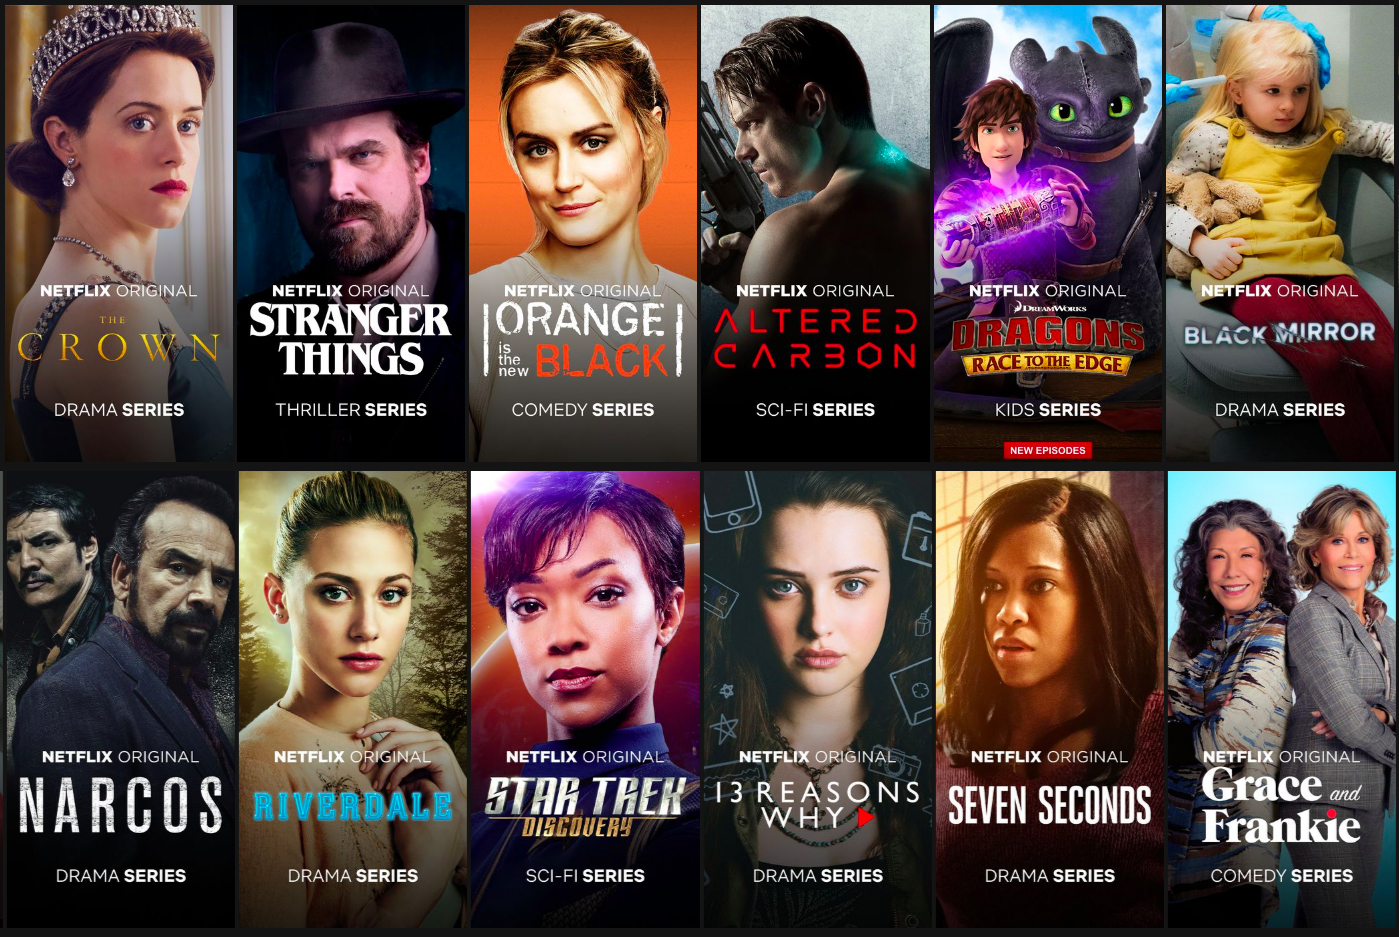 NETFLIX ORIGINAL
THE
CROWN
DRAMA SERIES
NETFLIX ORIGINAL
STRANGER
THINGS
THRILLER SERIES
NETFLIX ORIGINAL
ORANGE
is
the
new
BLACK
COMEDY SERIES
NETFLIX ORIGINAL
ALTERED
CARBON
SCI-FI SERIES
NETFLIX ORIGINAL
DREAMWORKS
DRAGONS
RACE TO THE EDGE
KIDS SERIES
NEW EPISODES
NETFLIX ORIGINAL
BLACK MIRROR
DRAMA SERIES
NETFLIX ORIGINAL
NARCOS
DRAMA SERIES
NETFLIX ORIGINAL
RIVERDALE
DRAMA SERIES
NETFLIX ORIGINAL
STAR TREK
DISCOVERY
SCI-FI SERIES
NETFLIX ORIGINAL
13 REASONS
WHY
DRAMA SERIES
NETFLIX ORIGINAL
SEVEN SECONDS
DRAMA SERIES
NETFLIX ORIGINAL
Grace and
Frankie
COMEDY SERIES